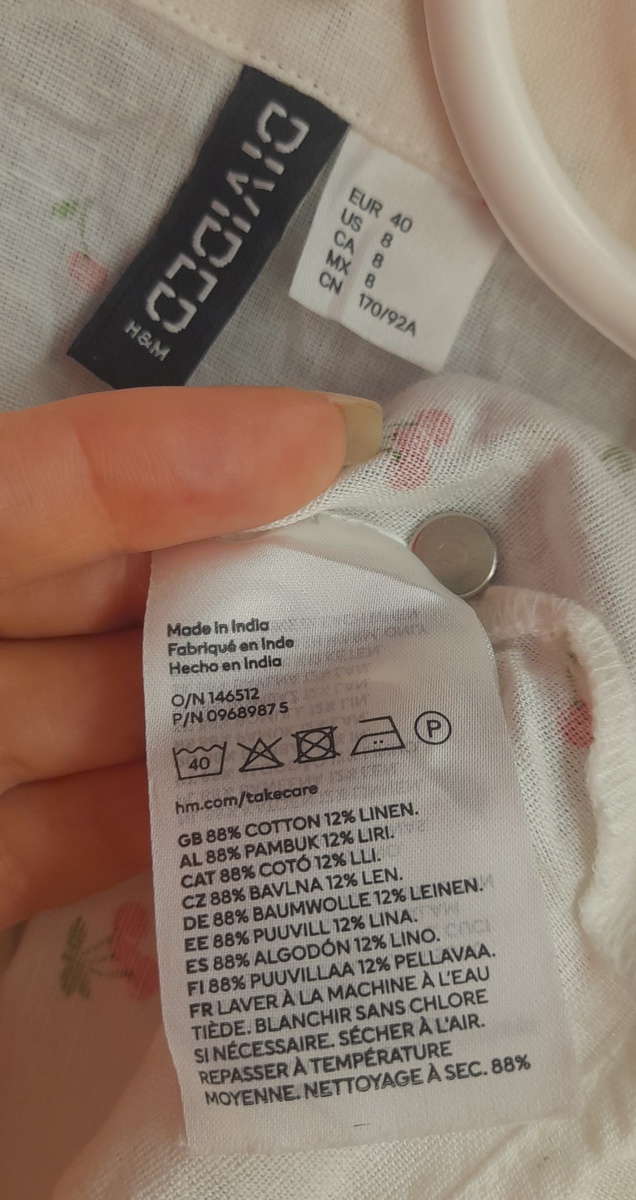 DIVIDED
H&M
EUR 40
US 8
CA 8
MX 8
CN 170/92A
Made in India
Fabriqué en Inde
Hecho en India
O/N 146512
P/N 0968987 5
40
P
hm.com/takecare
GB 88% COTTON 12% LINEN.
AL 88% PAMBUK 12% LIRI.
CAT 88% COTÓ 12% LLI.
CZ 88% BAVLNA 12% LEN.
DE 88% BAUMWOLLE 12% LEINEN.
EE 88% PUUVILL 12% LINA.
ES 88% ALGODÓN 12% LINO.
FI 88% PUUVILLAA 12% PELLAVAA.
FR LAVER À LA MACHINE À L'EAU
TIÈDE. BLANCHIR SANS CHLORE
SI NÉCESSAIRE. SÉCHER À L'AIR.
REPASSER À TEMPÉRATURE
MOYENNE. NETTOYAGE À SEC. 88%